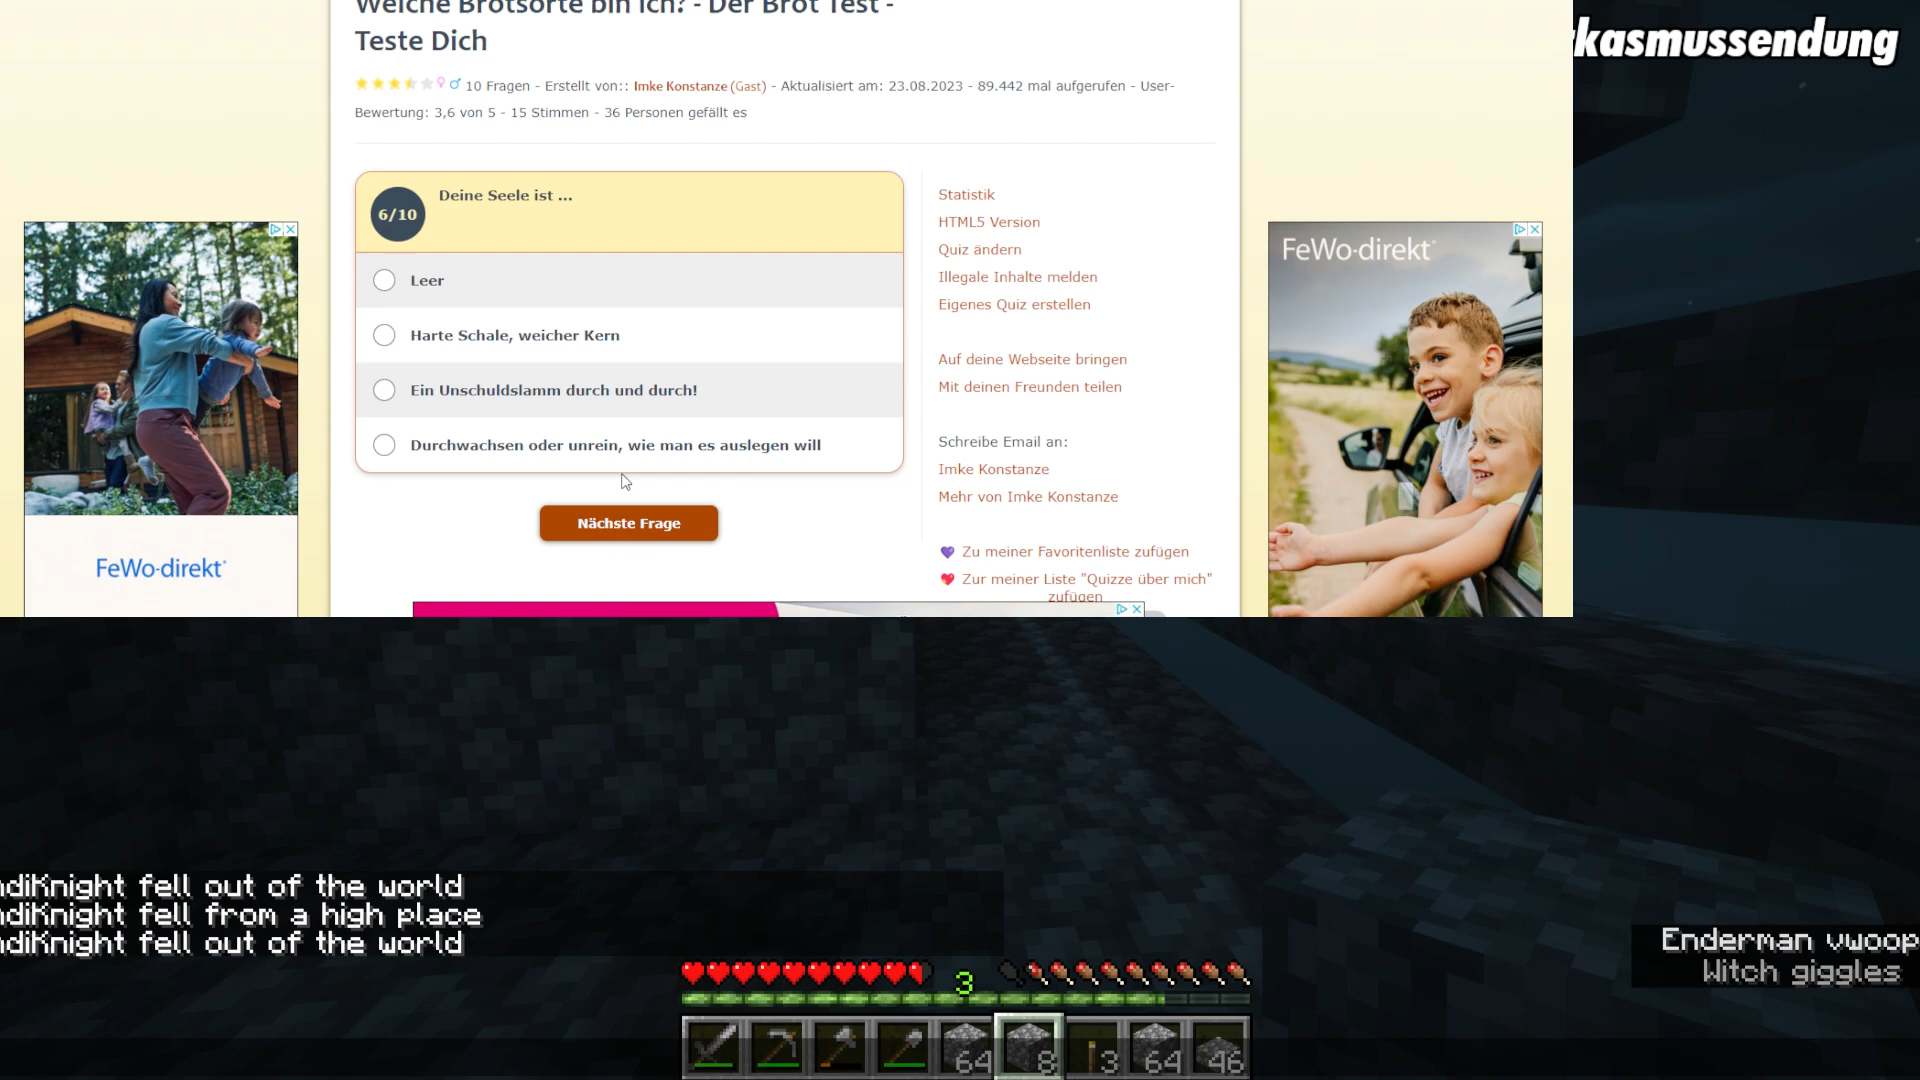 Welche Brotsorte bin ich? - Der Brot Test -
Teste Dich
kasmussendung
10 Fragen - Erstellt von:: Imke Konstanze (Gast) - Aktualisiert am: 23.08.2023 - 89.442 mal aufgerufen - User-
Bewertung: 3,6 von 5 - 15 Stimmen - 36 Personen gefällt es
6/10
Deine Seele ist ...
Leer
Harte Schale, weicher Kern
Ein Unschuldslamm durch und durch!
Durchwachsen oder unrein, wie man es auslegen will
Nächste Frage
Statistik
HTML5 Version
Quiz ändern
Illegale Inhalte melden
Eigenes Quiz erstellen
Auf deine Webseite bringen
Mit deinen Freunden teilen
Schreibe Email an:
Imke Konstanze
Mehr von Imke Konstanze
Zu meiner Favoritenliste zufügen
Zur meiner Liste "Quizze über mich"
zufügen
FeWo-direkt
FeWo-direkt
ndiKnight fell out of the world
ndiKnight fell from a high place
ndiKnight fell out of the world
Enderman vwoop
Witch giggles
3
64 8 3 64 46